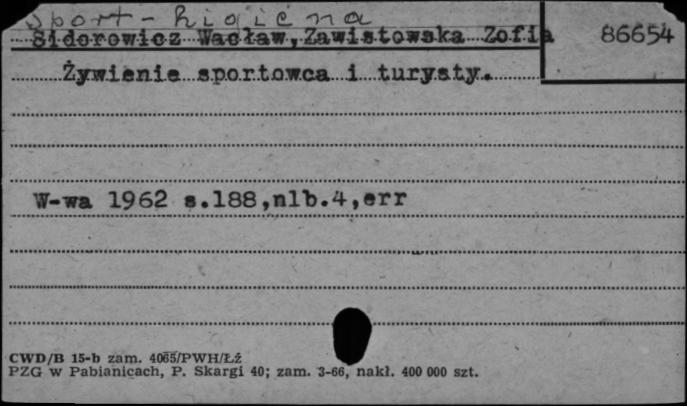 Sport - higiena
Sidorowicz Wacław, Zawistowska Zofia
86654
Żywienie sportowca i turysty.
W-wa 1962 s.188,nlb.4,err
CWD/B 15-b zam. 4065/PWH/Łź
PZG w Pabianicach, P. Skargi 40; zam. 3-66, nakł. 400 000 szt.